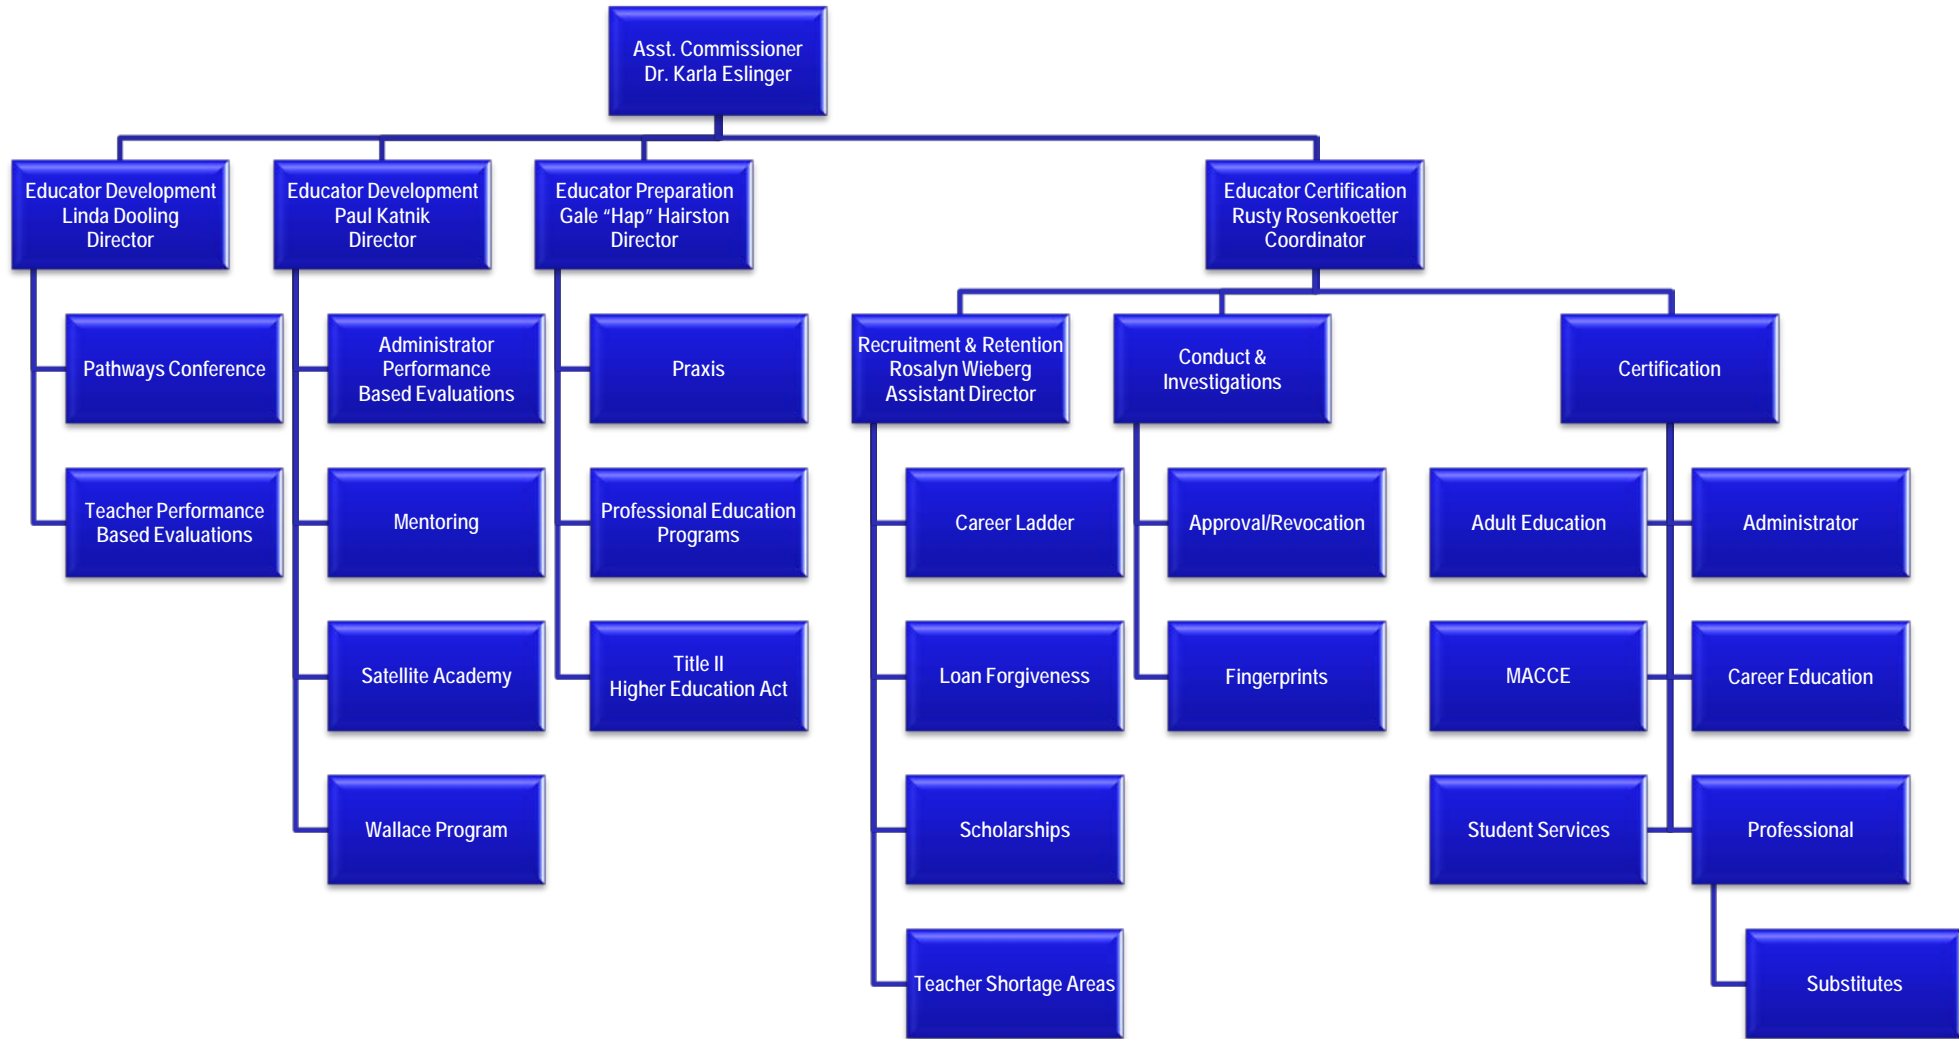 Asst. Commissioner
Dr. Karla Eslinger
Educator Development
Linda Dooling
Director
Educator Development
Paul Katnik
Director
Educator Preparation
Gale “Hap” Hairston
Director
Educator Certification
Rusty Rosenkoetter
Coordinator
Pathways Conference
Administrator
Performance
Based Evaluations
Praxis
Recruitment & Retention
Rosalyn Wieberg
Assistant Director
Conduct &
Investigations
Certification
Teacher Performance
Based Evaluations
Mentoring
Professional Education
Programs
Career Ladder
Approval/Revocation
Adult Education
Administrator
Satellite Academy
Title II
Higher Education Act
Loan Forgiveness
Fingerprints
MACCE
Career Education
Wallace Program
Scholarships
Student Services
Professional
Teacher Shortage Areas
Substitutes